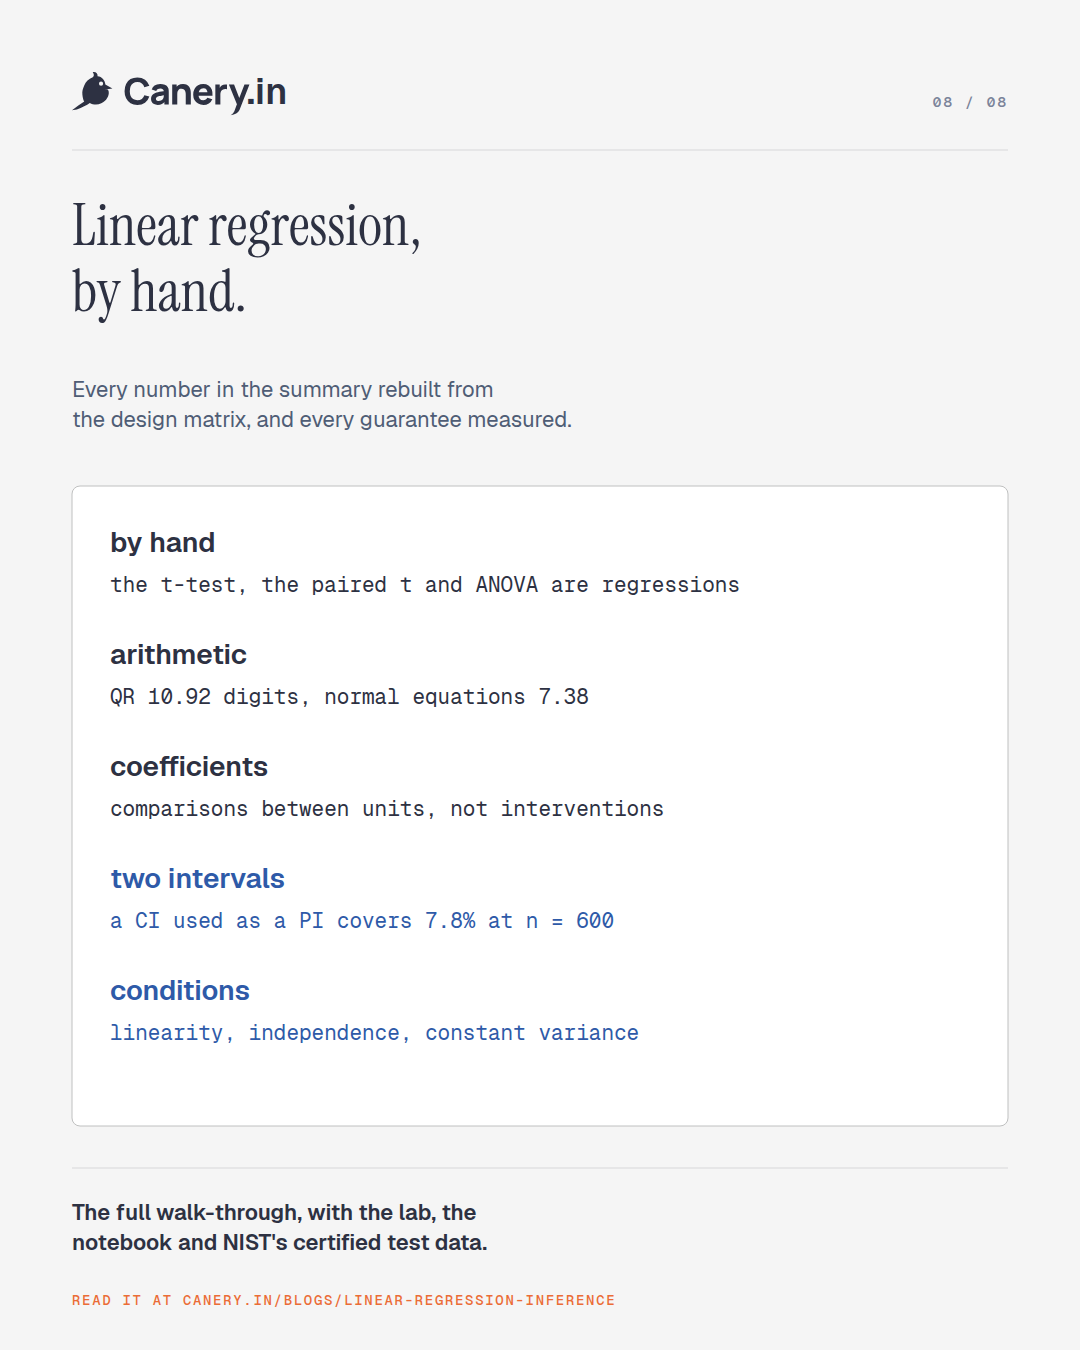 Canery.in
08 / 08
Linear regression,
by hand.
Every number in the summary rebuilt from
the design matrix, and every guarantee measured.
by hand
the t-test, the paired t and ANOVA are regressions
arithmetic
QR 10.92 digits, normal equations 7.38
coefficients
comparisons between units, not interventions
two intervals
a CI used as a PI covers 7.8% at n = 600
conditions
linearity, independence, constant variance
The full walk-through, with the lab, the
notebook and NIST's certified test data.
READ IT AT CANERY.IN/BLOGS/LINEAR-REGRESSION-INFERENCE